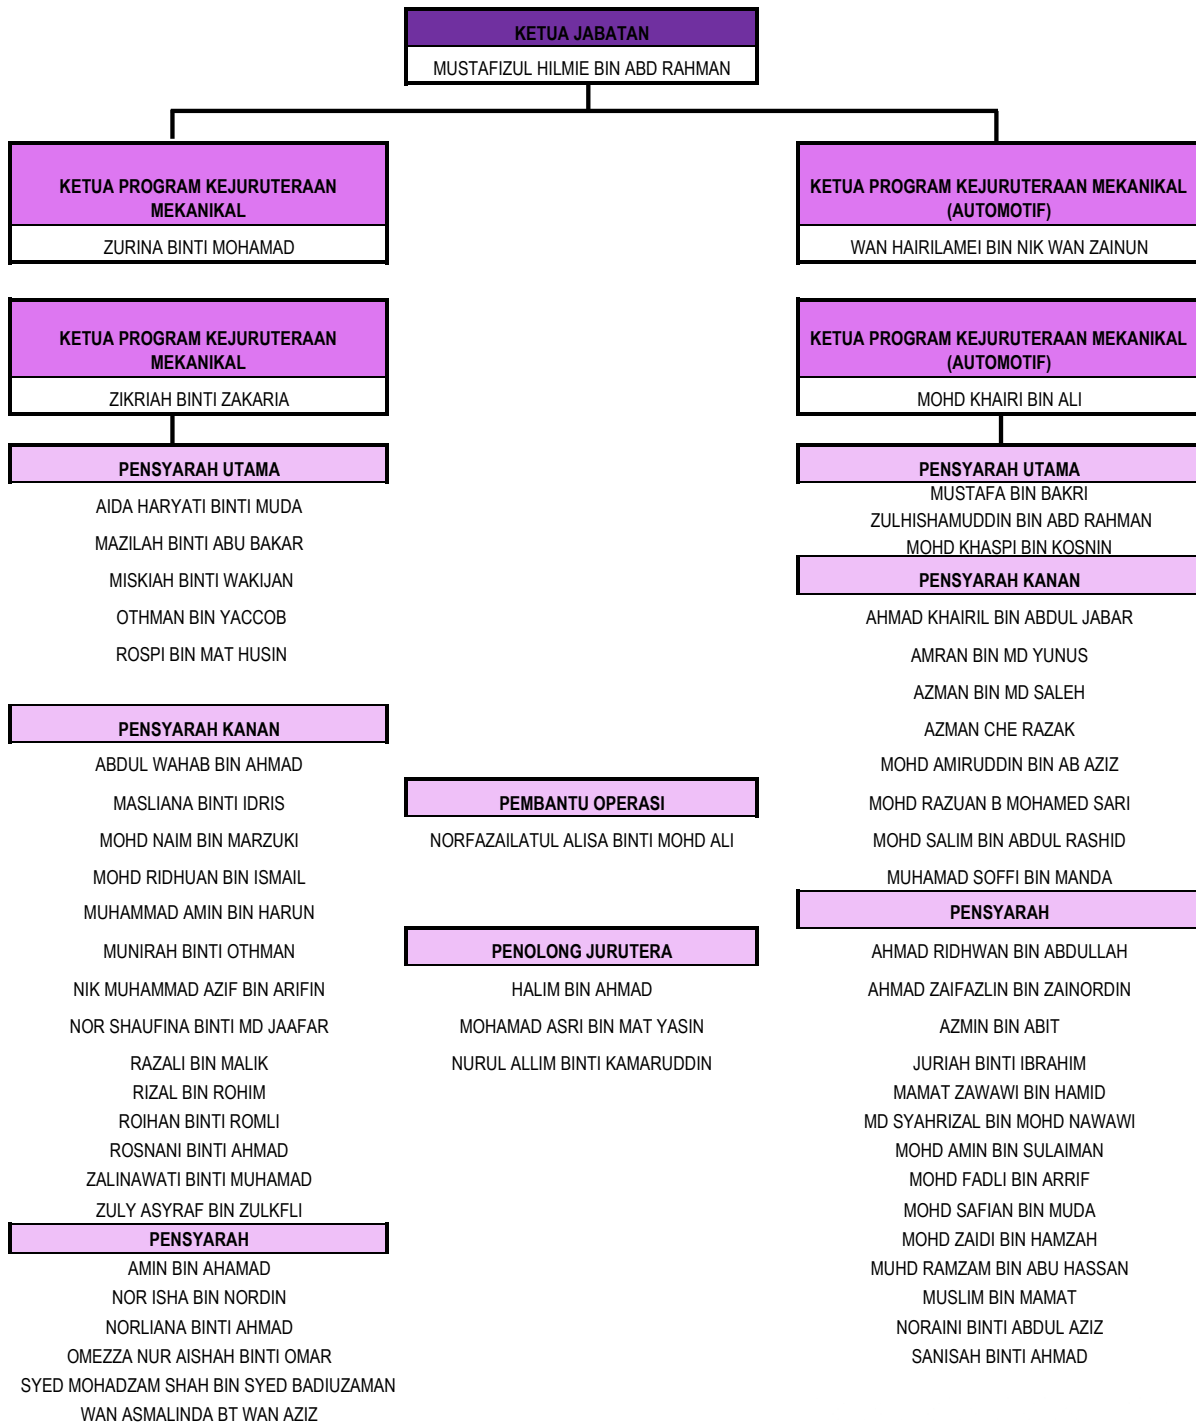 KETUA JABATAN
MUSTAFIZUL HILMIE BIN ABD RAHMAN
KETUA PROGRAM KEJURUTERAAN
MEKANIKAL
ZURINA BINTI MOHAMAD
KETUA PROGRAM KEJURUTERAAN
MEKANIKAL
ZIKRIAH BINTI ZAKARIA
PENSYARAH UTAMA
AIDA HARYATI BINTI MUDA
MAZILAH BINTI ABU BAKAR
MISKIAH BINTI WAKIJAN
OTHMAN BIN YACCOB
ROSPI BIN MAT HUSIN
PENSYARAH KANAN
ABDUL WAHAB BIN AHMAD
MASLIANA BINTI IDRIS
MOHD NAIM BIN MARZUKI
MOHD RIDHUAN BIN ISMAIL
MUHAMMAD AMIN BIN HARUN
MUNIRAH BINTI OTHMAN
NIK MUHAMMAD AZIF BIN ARIFIN
NOR SHAUFINA BINTI MD JAAFAR
RAZALI BIN MALIK
RIZAL BIN ROHIM
ROIHAN BINTI ROMLI
ROSNANI BINTI AHMAD
ZALINAWATI BINTI MUHAMAD
ZULY ASYRAF BIN ZULKFLI
PENSYARAH
AMIN BIN AHAMAD
NOR ISHA BIN NORDIN
NORLIANA BINTI AHMAD
OMEZZA NUR AISHAH BINTI OMAR
SYED MOHADZAM SHAH BIN SYED BADIUZAMAN
WAN ASMALINDA BT WAN AZIZ
PEMBANTU OPERASI
NORFAZAILATUL ALISA BINTI MOHD ALI
PENOLONG JURUTERA
HALIM BIN AHMAD
MOHAMAD ASRI BIN MAT YASIN
NURUL ALLIM BINTI KAMARUDDIN
KETUA PROGRAM KEJURUTERAAN MEKANIKAL
(AUTOMOTIF)
WAN HAIRILAMEI BIN NIK WAN ZAINUN
KETUA PROGRAM KEJURUTERAAN MEKANIKAL
(AUTOMOTIF)
MOHD KHAIRI BIN ALI
PENSYARAH UTAMA
MUSTAFA BIN BAKRI
ZULHISHAMUDDIN BIN ABD RAHMAN
MOHD KHASPI BIN KOSNIN
PENSYARAH KANAN
AHMAD KHAIRIL BIN ABDUL JABAR
AMRAN BIN MD YUNUS
AZMAN BIN MD SALEH
AZMAN CHE RAZAK
MOHD AMIRUDDIN BIN AB AZIZ
MOHD RAZUAN B MOHAMED SARI
MOHD SALIM BIN ABDUL RASHID
MUHAMAD SOFFI BIN MANDA
PENSYARAH
AHMAD RIDHWAN BIN ABDULLAH
AHMAD ZAIFAZLIN BIN ZAINORDIN
AZMIN BIN ABIT
JURIAH BINTI IBRAHIM
MAMAT ZAWAWI BIN HAMID
MD SYAHRIZAL BIN MOHD NAWAWI
MOHD AMIN BIN SULAIMAN
MOHD FADLI BIN ARRIF
MOHD SAFIAN BIN MUDA
MOHD ZAIDI BIN HAMZAH
MUHD RAMZAM BIN ABU HASSAN
MUSLIM BIN MAMAT
NORAINI BINTI ABDUL AZIZ
SANISAH BINTI AHMAD